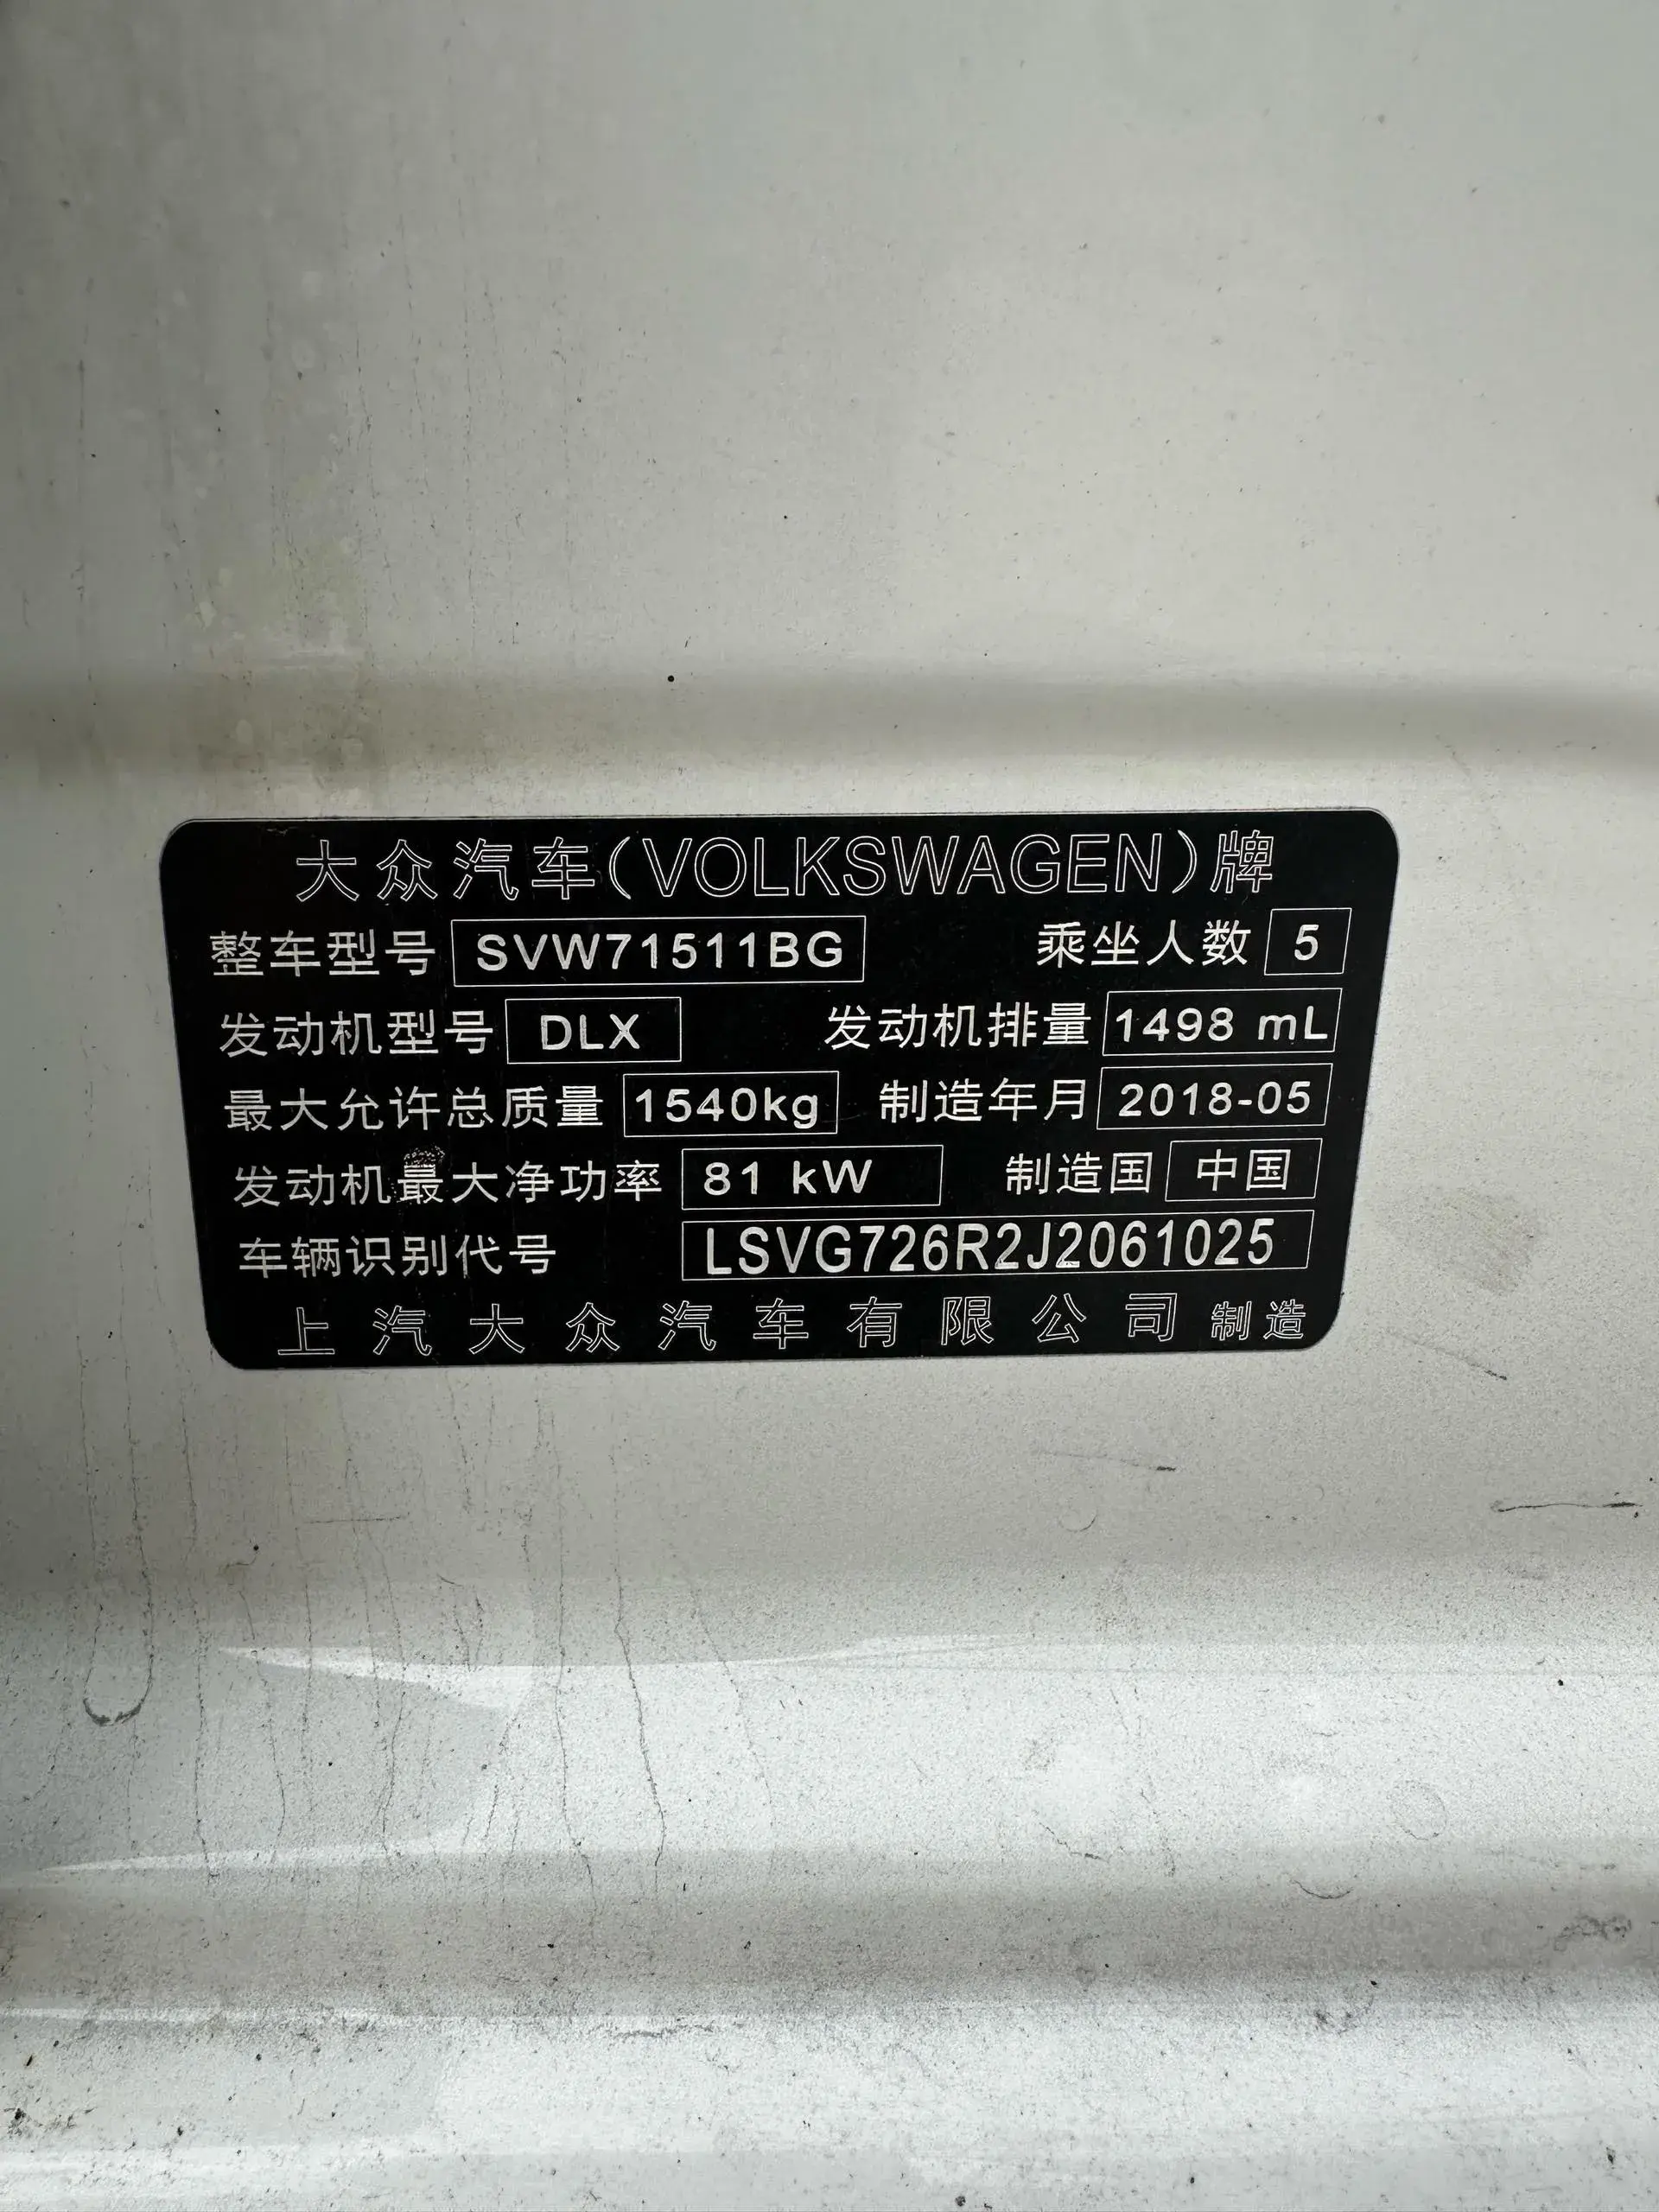 大众汽车(VOLKSWAGEN)牌
整车型号 SVW71511BG 乘坐人数 5
发动机型号 DLX 发动机排量 1498 mL
最大允许总质量 1540kg 制造年月 2018-05
发动机最大净功率 81 kW 制造国 中国
车辆识别代号 LSVG726R2J2061025
上汽大众汽车有限公司 制造